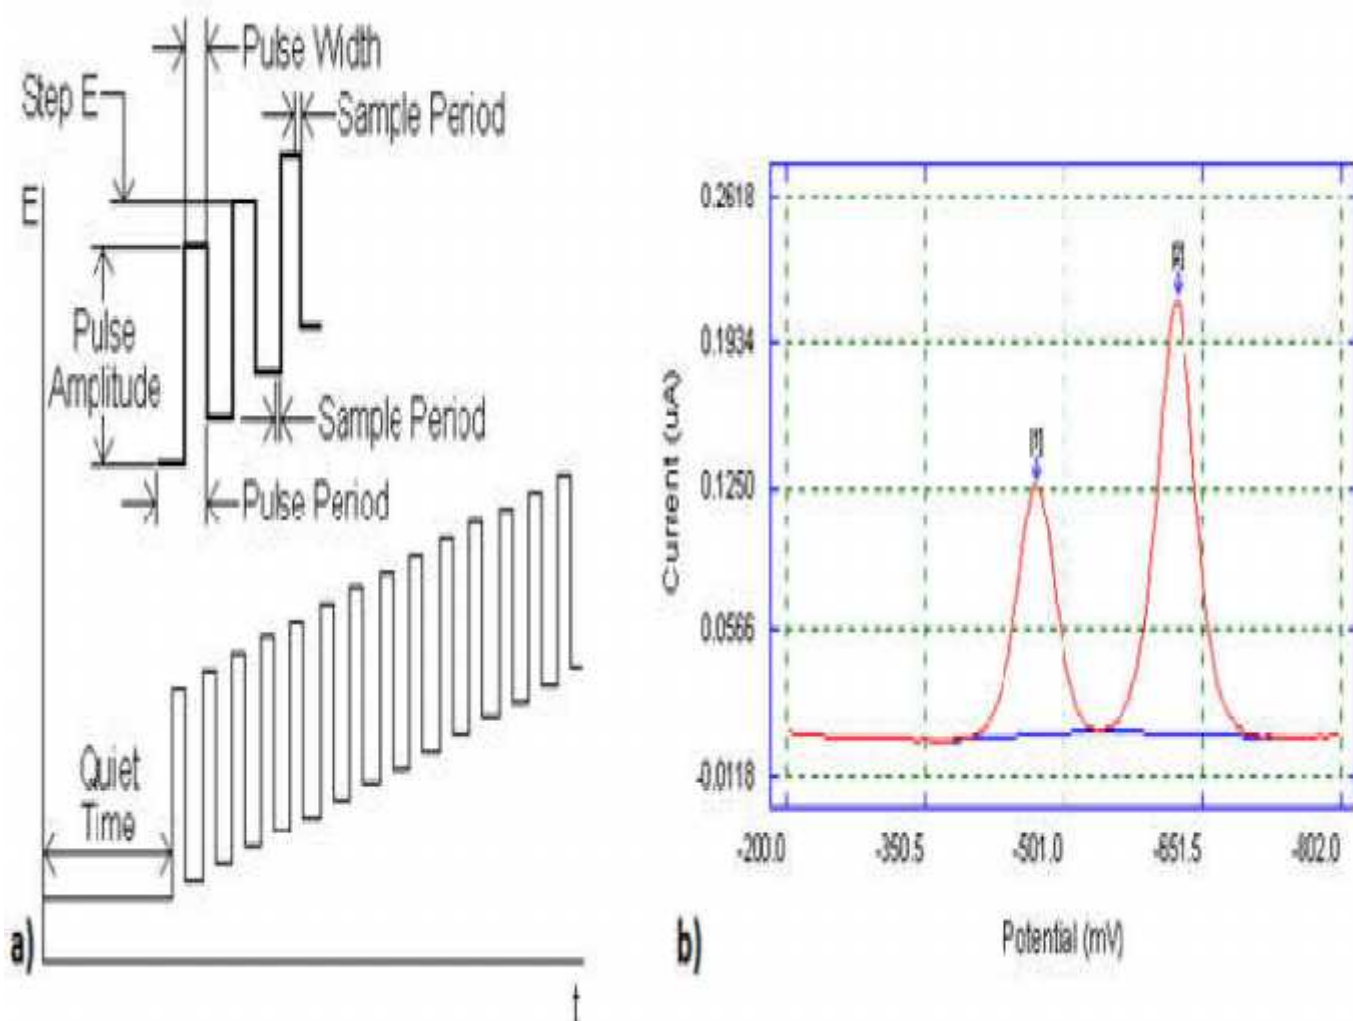 Pulse Width
Step E
Sample Period
E
Pulse
Amplitude
Sample Period
Pulse Period
Quiet
Time
a)
t
0.2618
0.1934
0.1250
0.0566
-0.0118
Current (uA)
-200.0
-350.5
-501.0
-651.5
-802.0
b)
Potential (mV)